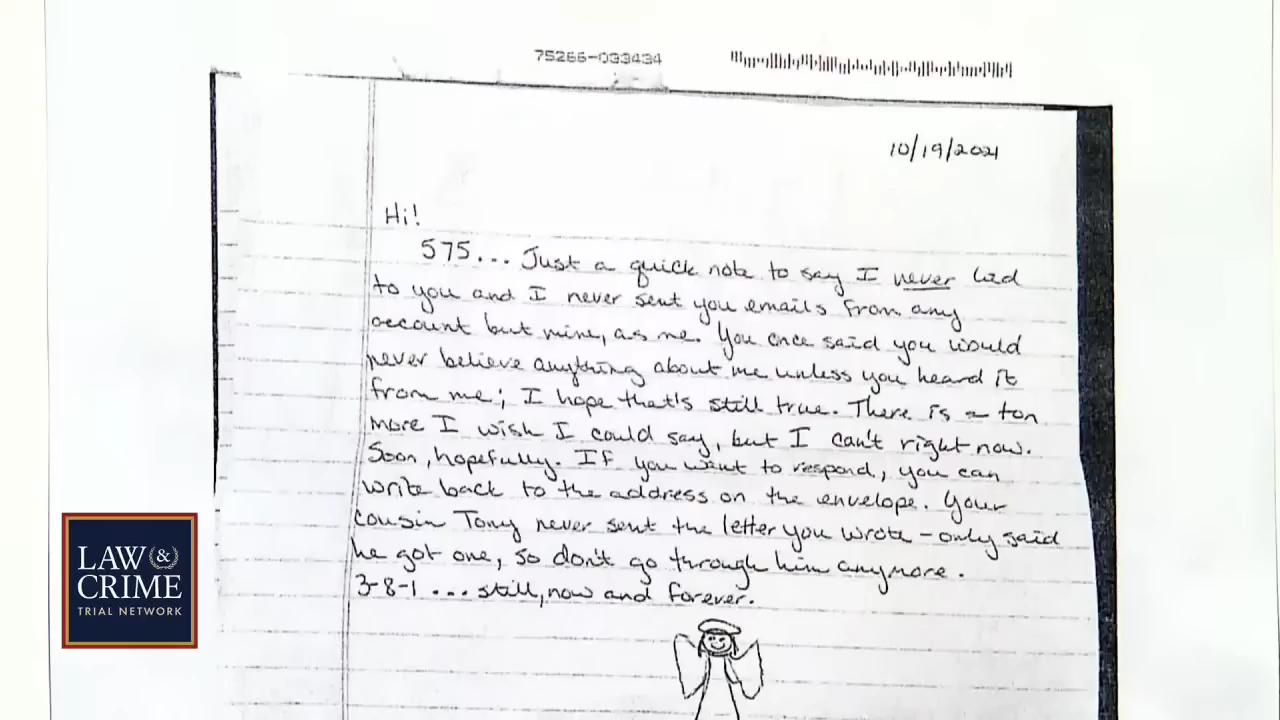 75266-033434
10/19/2021
Hi!
575... Just a quick note to say I never lied
to you and I never sent you emails from any
account but mine, as me. You once said you would
never believe anything about me unless you heard it
from me; I hope that's still true. There is a ton
more I wish I could say, but I can't right now.
Soon, hopefully. If you want to respond, you can
write back to the address on the envelope. Your
cousin Tony never sent the letter you wrote - only said
he got one, so don't go through him anymore.
3-8-1... still, now and forever.
LAW &
CRIME
TRIAL NETWORK